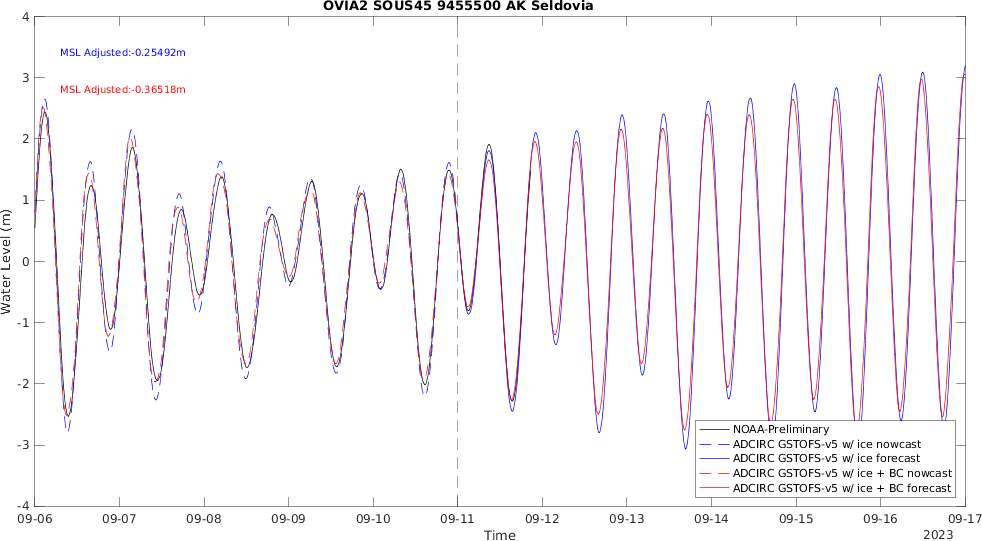 OVIA2 SOUS45 9455500 AK Seldovia
MSL Adjusted:-0.25492m
MSL Adjusted:-0.36518m
Water Level (m)
4
3
2
1
0
-1
-2
-3
-4
NOAA-Preliminary
ADCIRC GSTOFS-v5 w/ ice nowcast
ADCIRC GSTOFS-v5 w/ ice forecast
ADCIRC GSTOFS-v5 w/ ice + BC nowcast
ADCIRC GSTOFS-v5 w/ ice + BC forecast
09-06 09-07 09-08 09-09 09-10 09-11 09-12 09-13 09-14 09-15 09-16 09-17
Time
2023